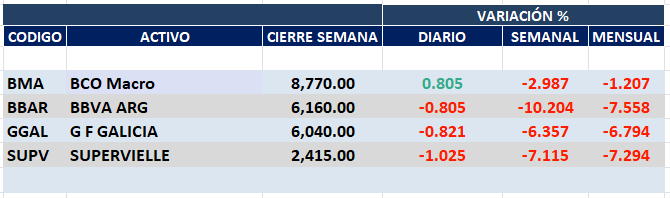 VARIACIÓN %
CODIGO ACTIVO CIERRE SEMANA DIARIO SEMANAL MENSUAL
BMA BCO Macro 8,770.00 0.805 -2.987 -1.207
BBAR BBVA ARG 6,160.00 -0.805 -10.204 -7.558
GGAL G F GALICIA 6,040.00 -0.821 -6.357 -6.794
SUPV SUPERVIELLE 2,415.00 -1.025 -7.115 -7.294